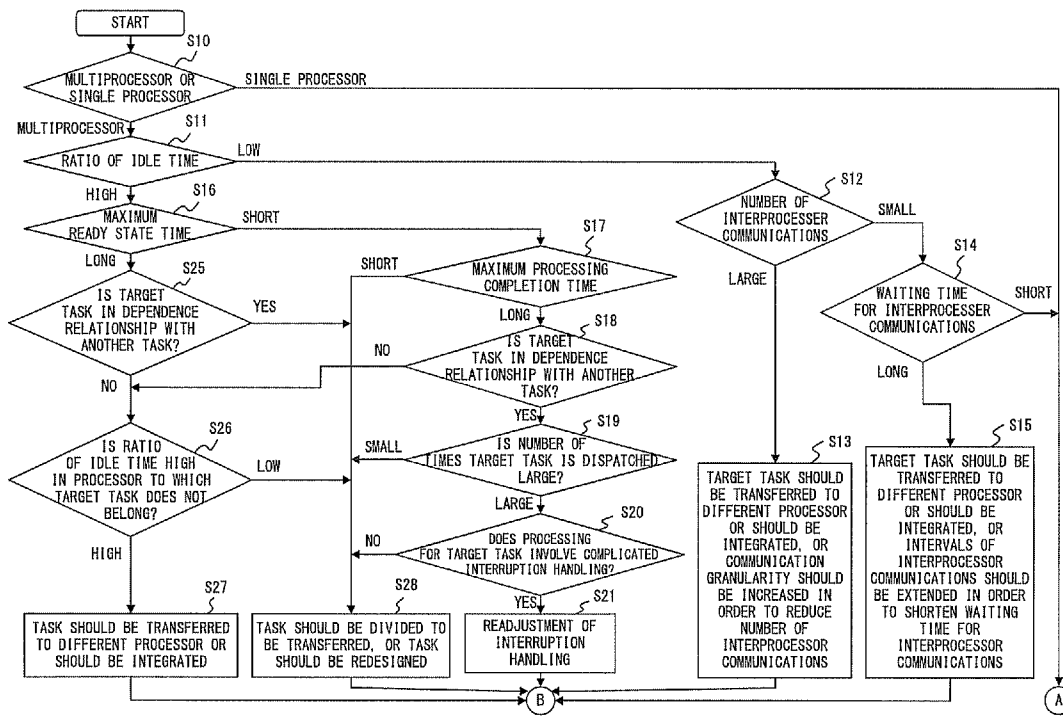 START
S10
MULTIPROCESSOR OR
SINGLE PROCESSOR
SINGLE PROCESSOR
MULTIPROCESSOR
S11
RATIO OF IDLE TIME
LOW
HIGH
S16
MAXIMUM
READY STATE TIME
SHORT
LONG
S12
NUMBER OF
INTERPROCESSER
COMMUNICATIONS
SMALL
LARGE
S17
MAXIMUM PROCESSING
COMPLETION TIME
SHORT
LONG
S14
WAITING TIME
FOR INTERPROCESSER
COMMUNICATIONS
SHORT
LONG
S25
IS TARGET
TASK IN DEPENDENCE
RELATIONSHIP WITH
ANOTHER TASK?
YES
NO
S18
IS TARGET
TASK IN DEPENDENCE
RELATIONSHIP WITH ANOTHER
TASK?
NO
YES
S26
IS RATIO
OF IDLE TIME HIGH
IN PROCESSOR TO WHICH
TARGET TASK DOES NOT
BELONG?
LOW
HIGH
S19
IS NUMBER OF
TIMES TARGET TASK IS DISPATCHED
LARGE?
SMALL
LARGE
S20
DOES PROCESSING
FOR TARGET TASK INVOLVE COMPLICATED
INTERRUPTION HANDLING?
NO
YES
S13
TARGET TASK SHOULD
BE TRANSFERRED TO
DIFFERENT PROCESSOR
OR SHOULD BE
INTEGRATED, OR
COMMUNICATION
GRANULARITY SHOULD
BE INCREASED IN
ORDER TO REDUCE
NUMBER OF
INTERPROCESSOR
COMMUNICATIONS
S15
TARGET TASK SHOULD BE
TRANSFERRED TO
DIFFERENT PROCESSOR
OR SHOULD BE
INTEGRATED, OR
INTERVALS OF
INTERPROCESSOR
COMMUNICATIONS SHOULD
BE EXTENDED IN ORDER
TO SHORTEN WAITING
TIME FOR
INTERPROCESSOR
COMMUNICATIONS
S27
TASK SHOULD BE TRANSFERRED
TO DIFFERENT PROCESSOR OR
SHOULD BE INTEGRATED
S28
TASK SHOULD BE DIVIDED TO
BE TRANSFERRED, OR TASK
SHOULD BE REDESIGNED
S21
READJUSTMENT OF
INTERRUPTION
HANDLING
B
A